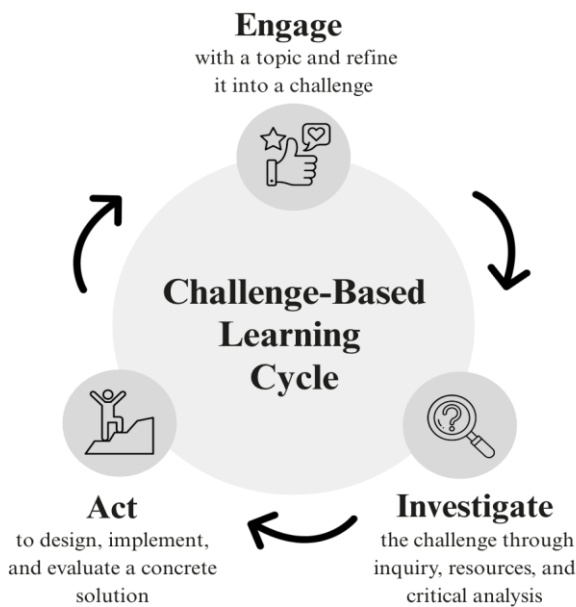 Engage
with a topic and refine
it into a challenge
Challenge-Based
Learning
Cycle
Act
to design, implement,
and evaluate a concrete
solution
Investigate
the challenge through
inquiry, resources, and
critical analysis
?